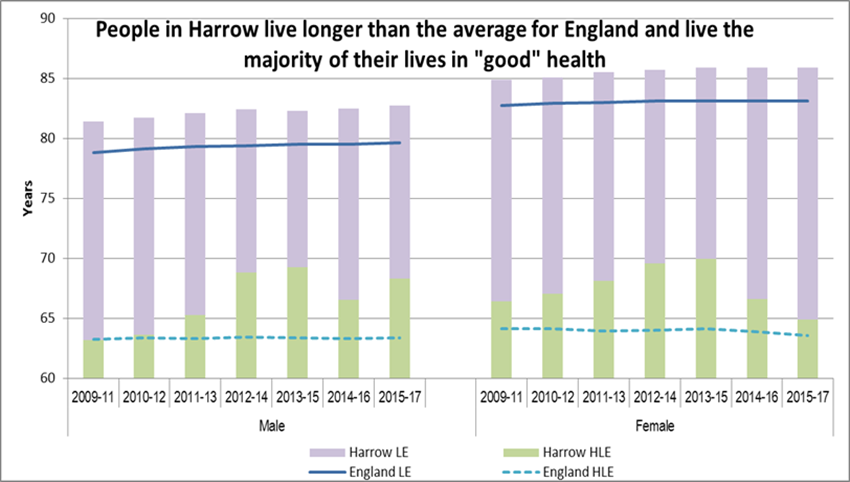 People in Harrow live longer than the average for England and live the
majority of their lives in "good" health
90
85
80
75
70
65
60
Years
2009-11 2010-12 2011-13 2012-14 2013-15 2014-16 2015-17 2009-11 2010-12 2011-13 2012-14 2013-15 2014-16 2015-17
Male Female
Harrow LE Harrow HLE
England LE England HLE